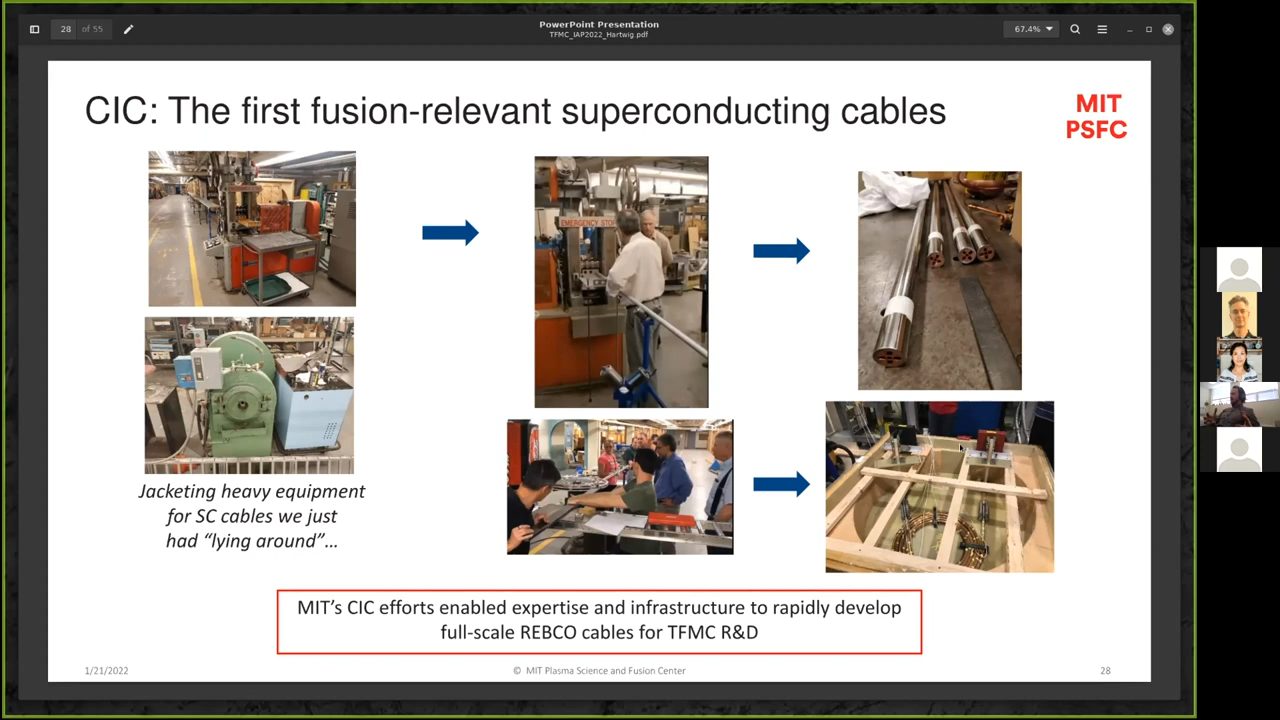 PowerPoint Presentation
TFMC_IAP2022_Hartwig.pdf
28
of 55
67.4%
CIC: The first fusion-relevant superconducting cables
MIT
PSFC
EMERGENCY STOP
Jacketing heavy equipment
for SC cables we just
had “lying around”…
MIT’s CIC efforts enabled expertise and infrastructure to rapidly develop
full-scale REBCO cables for TFMC R&D
1/21/2022
© MIT Plasma Science and Fusion Center
28